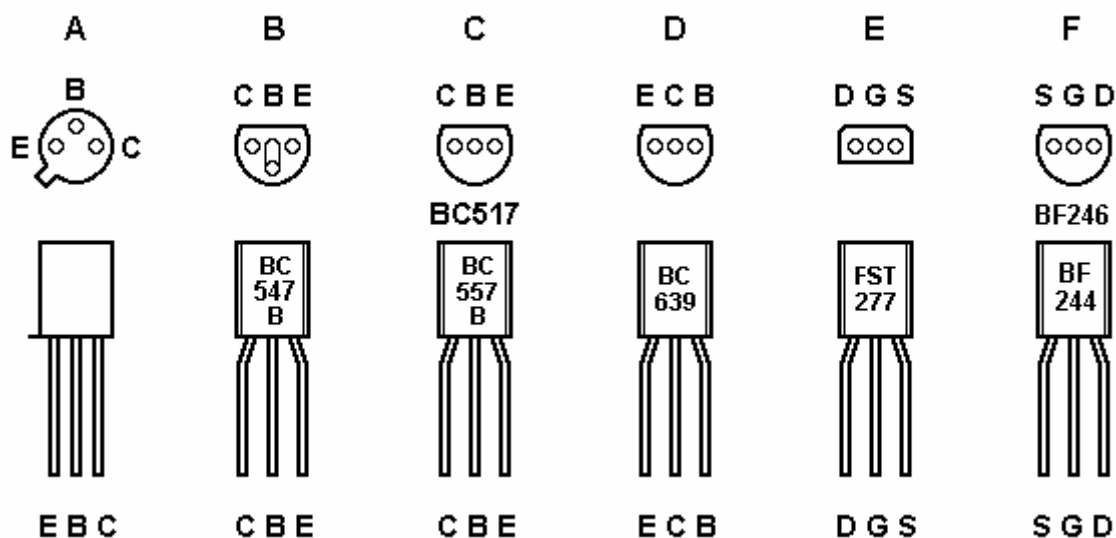 A B C D E F
B
E C
C B E
C B E
E C B
D G S
S G D
BC517
BF246
BC
547
B
BC
557
B
BC
639
FST
277
BF
244
E B C
C B E
C B E
E C B
D G S
S G D